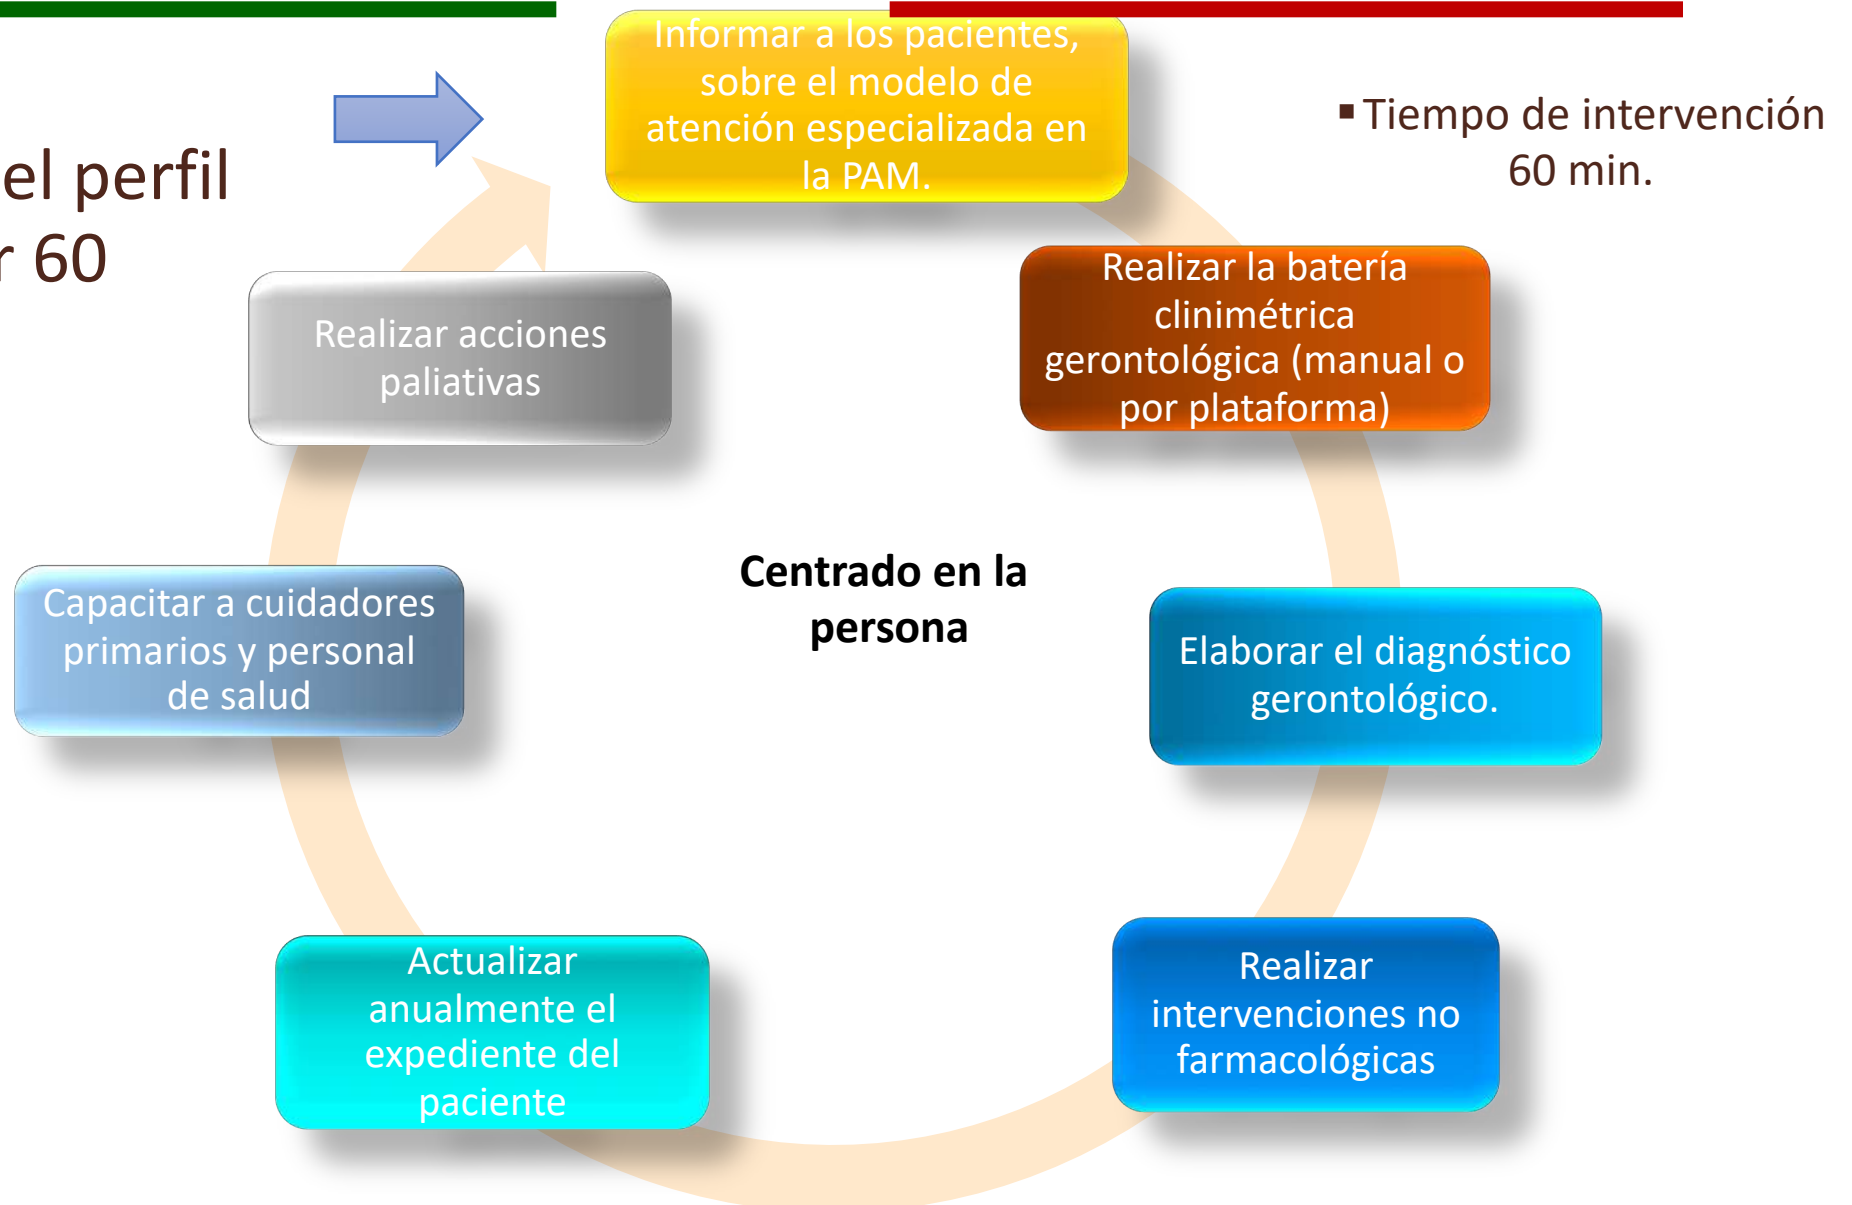 Informar a los pacientes,
sobre el modelo de
atención especializada en
la PAM.
▪ Tiempo de intervención
60 min.
el perfil
r 60
Realizar la batería
clinimétrica
gerontológica (manual o
por plataforma)
Realizar acciones
paliativas
Centrado en la
persona
Capacitar a cuidadores
primarios y personal
de salud
Elaborar el diagnóstico
gerontológico.
Actualizar
anualmente el
expediente del
paciente
Realizar
intervenciones no
farmacológicas